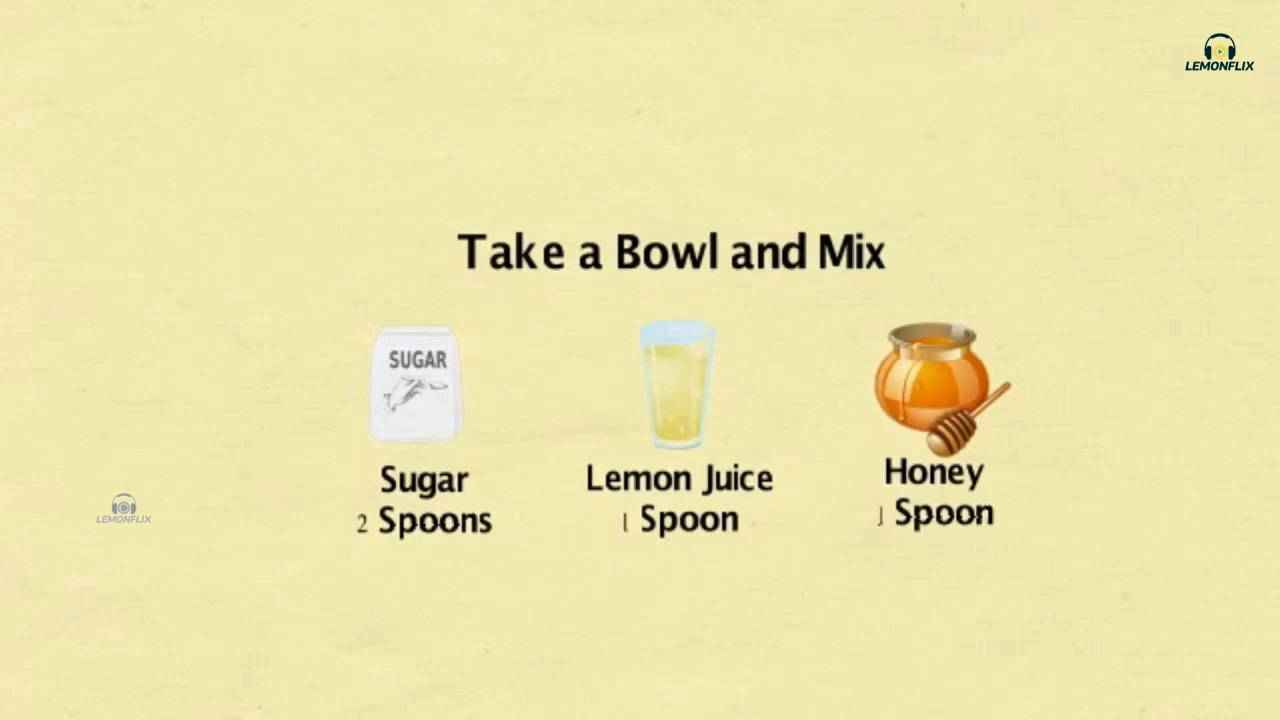 LEMONFLIX
Take a Bowl and Mix
SUGAR
Sugar
2 Spoons
Lemon Juice
1 Spoon
Honey
1 Spoon
LEMONFLIX